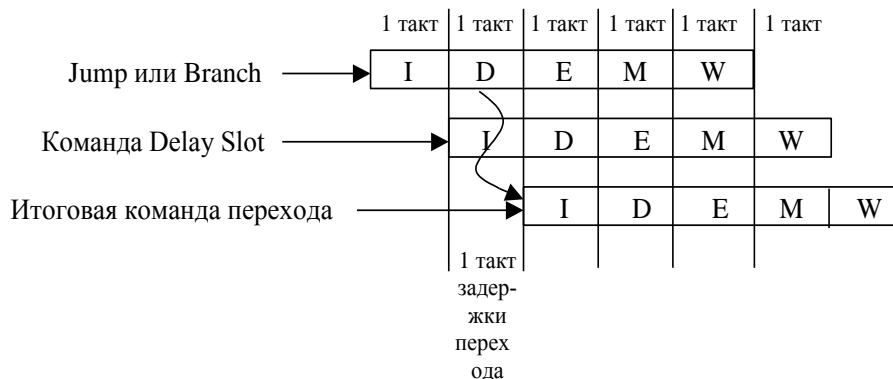 1 такт 1 такт 1 такт 1 такт 1 такт 1 такт
Jump или Branch I D E M W
Команда Delay Slot I D E M W
Итоговая команда перехода I D E M W
1 такт
задер-
жки
перех
ода